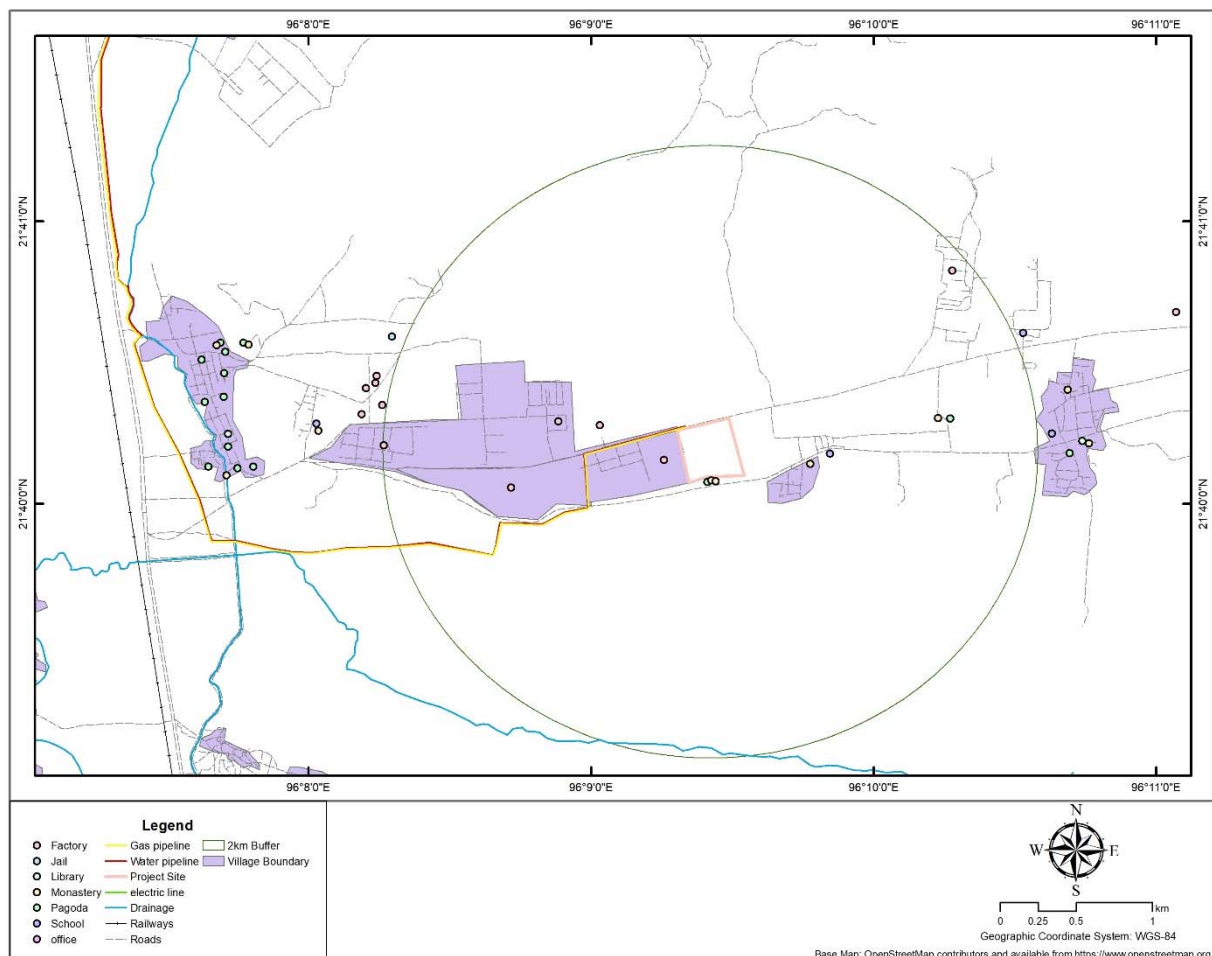 96°8'0"E 96°9'0"E 96°10'0"E 96°11'0"E
21°41'0"N 21°41'0"N
21°40'0"N 21°40'0"N
96°8'0"E 96°9'0"E 96°10'0"E 96°11'0"E
Legend
Factory Gas pipeline 2km Buffer
Jail Water pipeline Village Boundary
Library Project Site
Monastery electric line
Pagoda Drainage
School Railways
office Roads
N
W E
S
km
0 0.25 0.5 1
Geographic Coordinate System: WGS-84
Base Map: OpenStreetMap contributors and available from https://www.openstreetmap.org